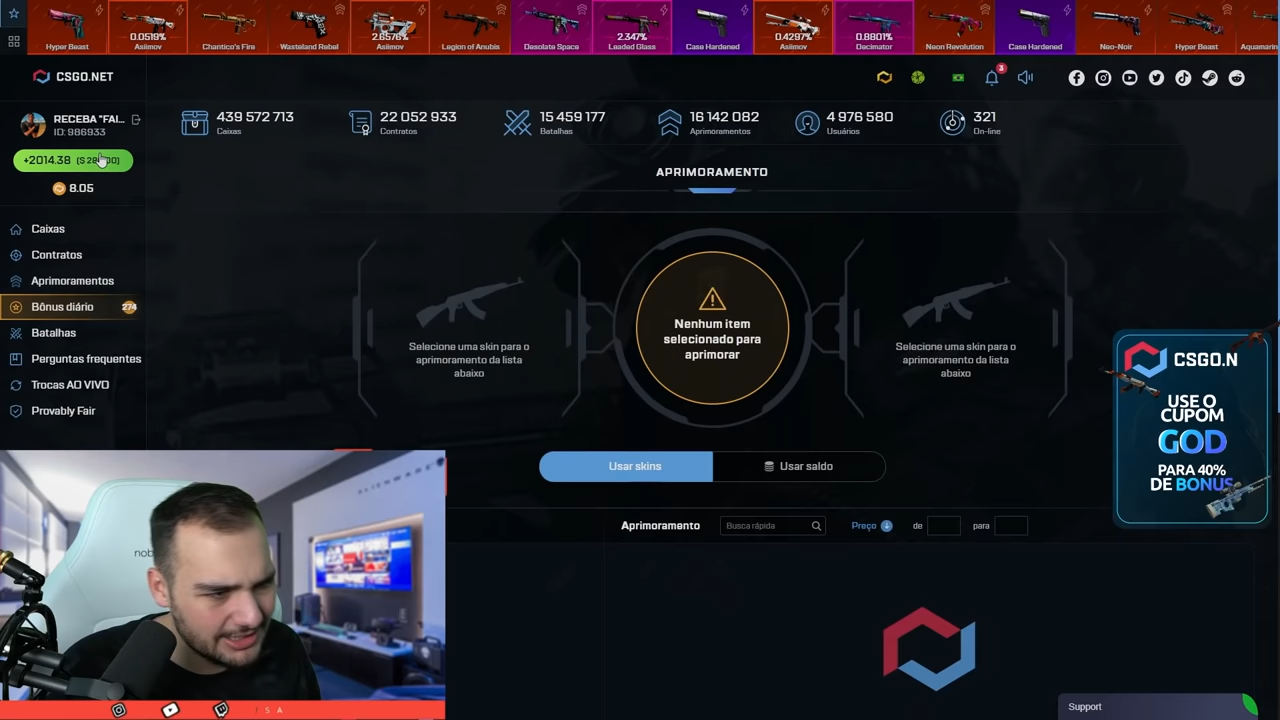 Hyper Beast
0.0519%
Asiimov
Chantico's Fire
Wasteland Rebel
2.6576%
Asiimov
Legion of Anubis
Desolate Space
2.347%
Leaded Glass
Case Hardened
0.4297%
Asiimov
0.8801%
Decimator
Neon Revolution
Case Hardened
Neo-Noir
Hyper Beast
CSGO.NET
3
RECEBA "FAI...
ID: 986933
+2014.38
8.05
439 572 713
Caixas
22 052 933
Contratos
15 459 177
Batalhas
16 142 082
Aprimoramentos
4 976 580
Usuários
321
On-line
APRIMORAMENTO
Caixas
Contratos
Aprimoramentos
Bônus diário
274
Batalhas
Perguntas frequentes
Trocas AO VIVO
Provably Fair
Selecione uma skin para o
aprimoramento da lista
abaixo
Nenhum item
selecionado para
aprimorar
Selecione uma skin para o
aprimoramento da lista
abaixo
Usar skins
Usar saldo
Aprimoramento
Busca rápida
Preço
de
para
CSGO.N
USE O
CUPOM
GOD
PARA 40%
DE BONUS
ALIENWARE
S A
Support